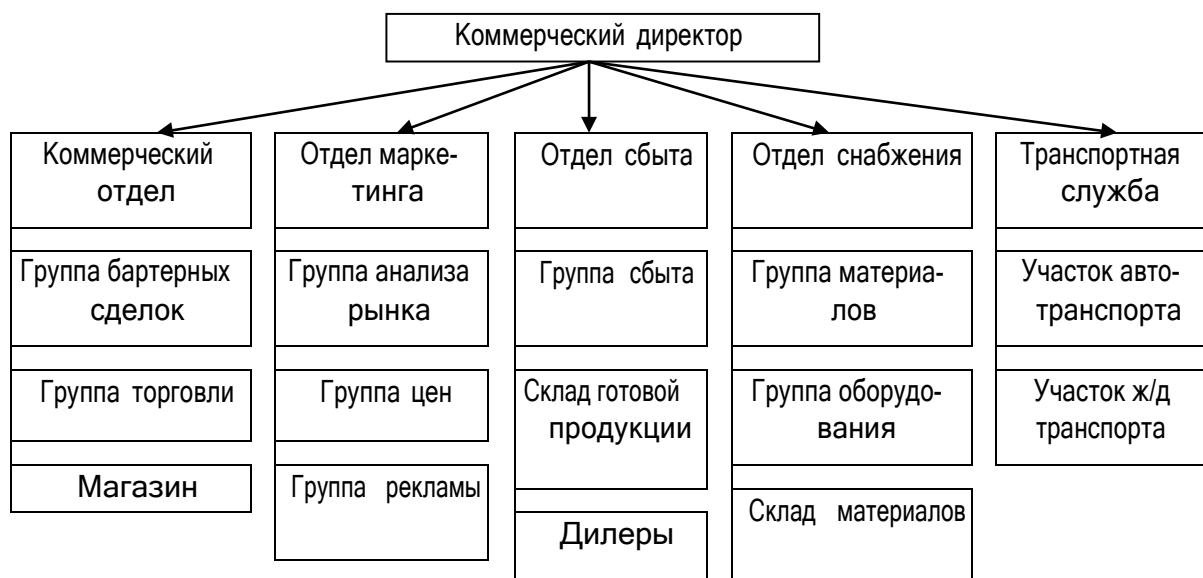 Коммерческий директор
Коммерческий
отдел
Отдел марке-
тинга
Отдел сбыта
Отдел снабжения
Транспортная
служба
Группа бартерных
сделок
Группа анализа
рынка
Группа сбыта
Группа материа-
лов
Участок авто-
транспорта
Группа торговли
Группа цен
Склад готовой
продукции
Группа оборудо-
вания
Участок ж/д
транспорта
Магазин
Группа рекламы
Дилеры
Склад материалов